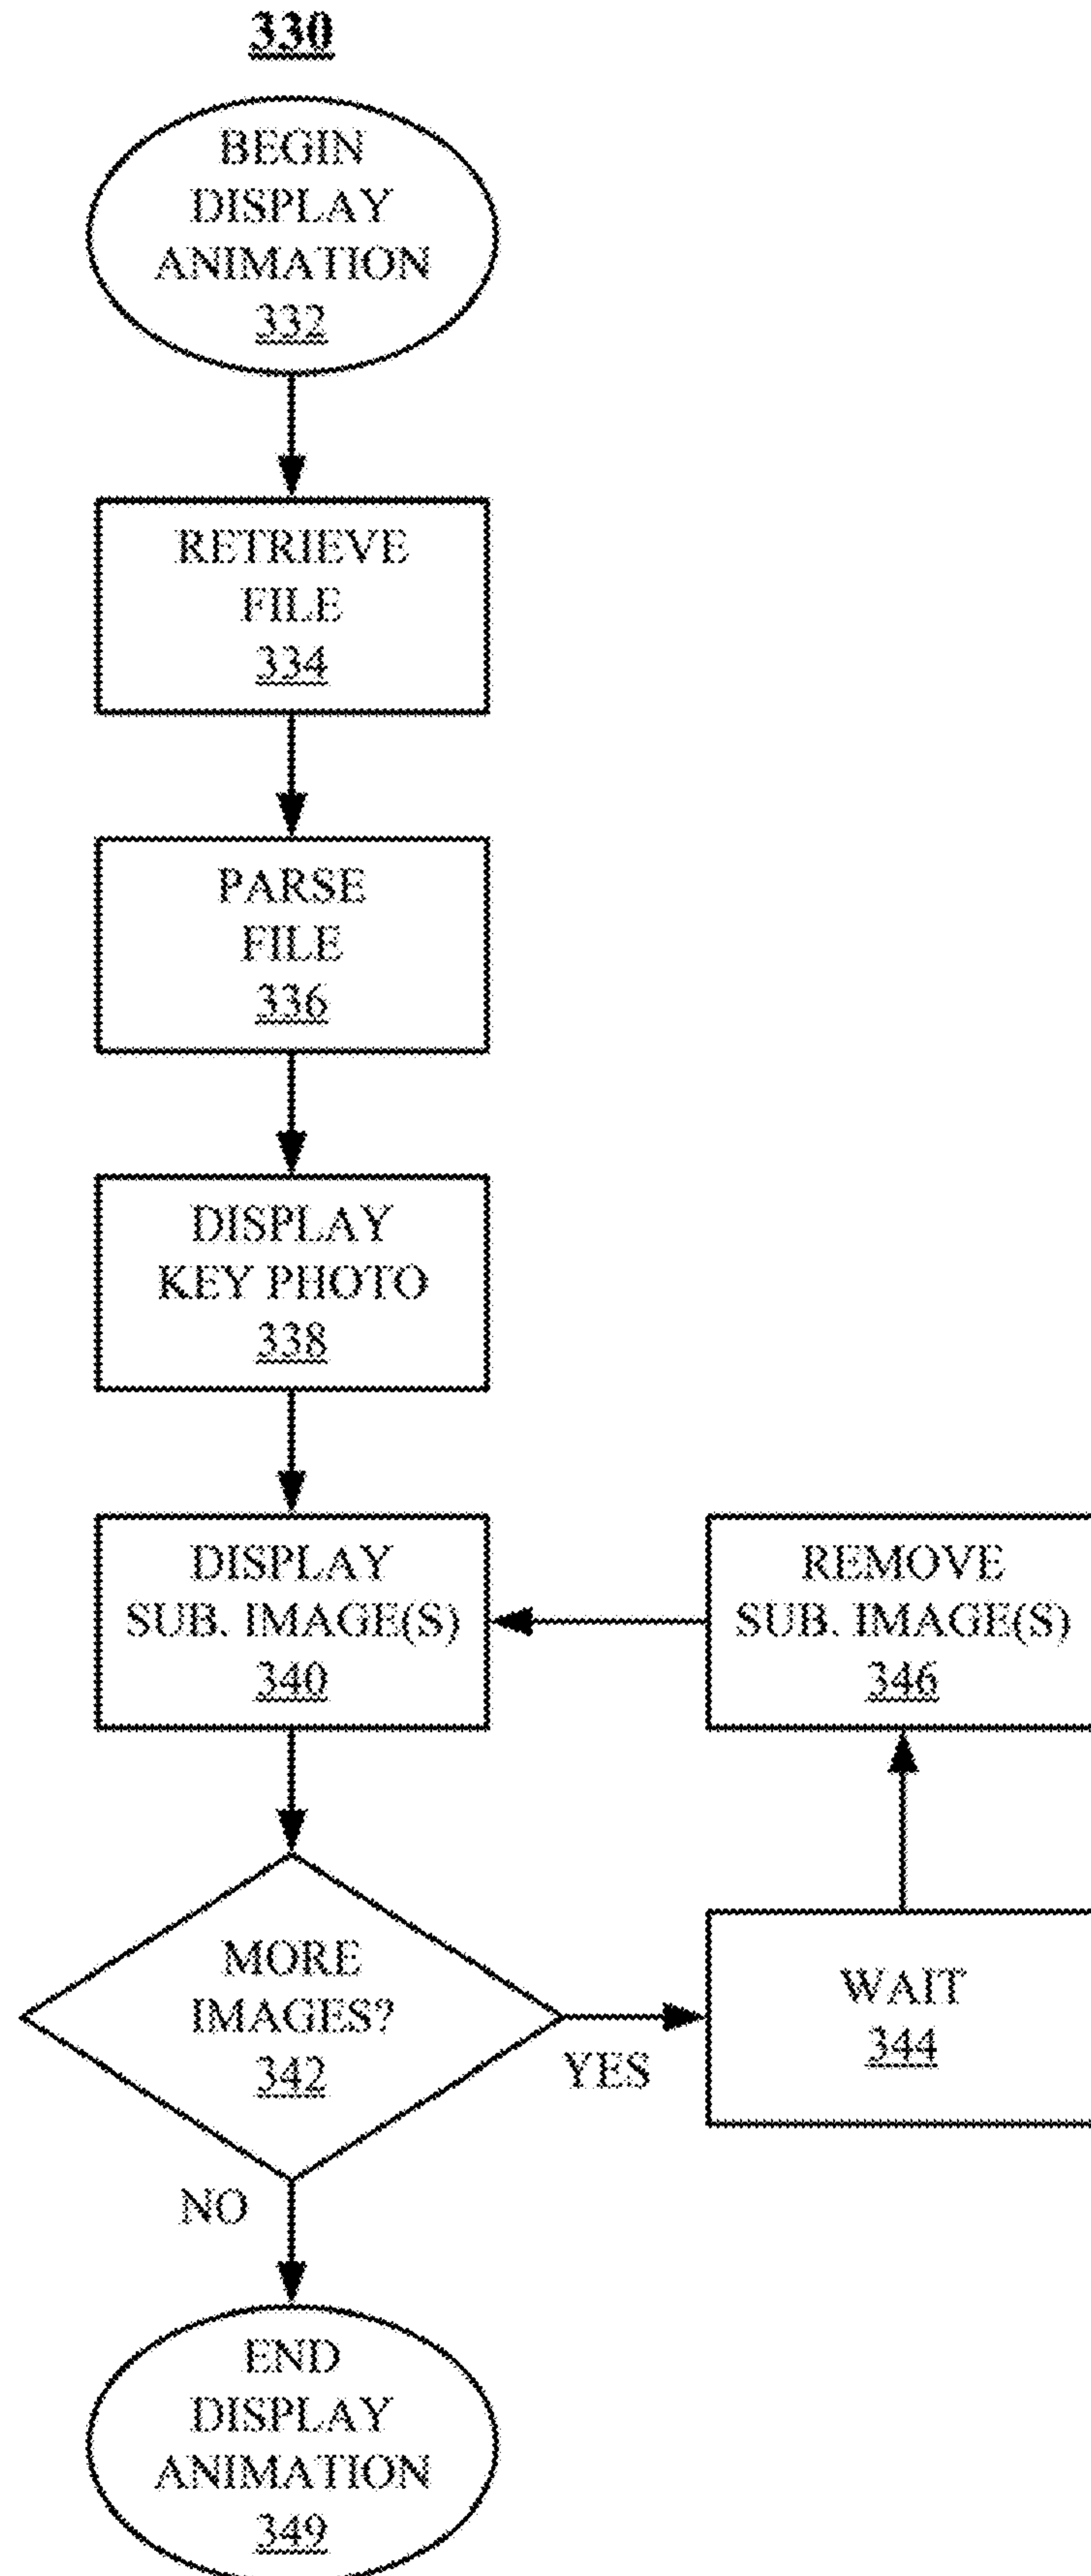 330
BEGIN
DISPLAY
ANIMATION
332
RETRIEVE
FILE
334
PARSE
FILE
336
DISPLAY
KEY PHOTO
338
DISPLAY
SUB. IMAGE(S)
340
REMOVE
SUB. IMAGE(S)
346
MORE
IMAGES?
342
YES
WAIT
344
NO
END
DISPLAY
ANIMATION
349